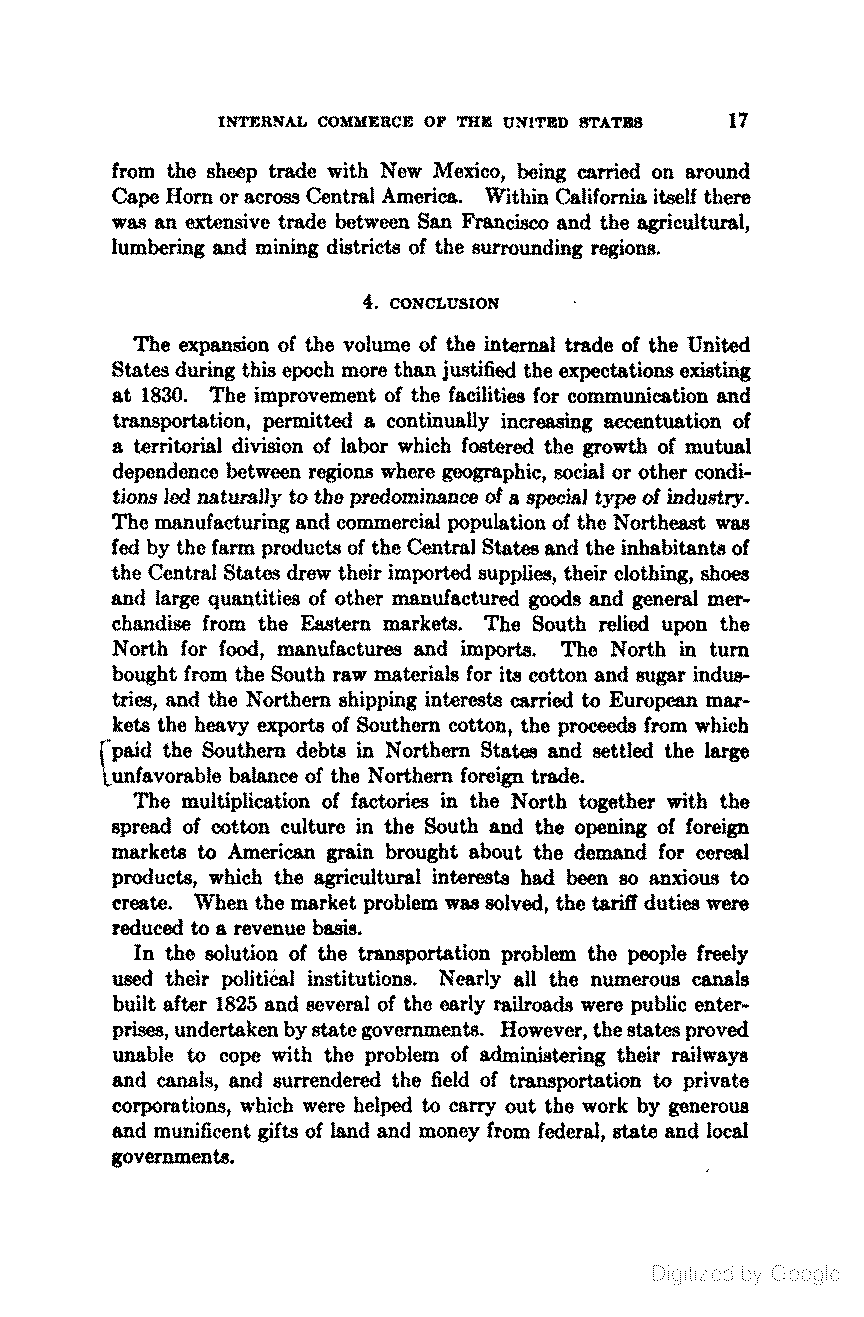 INTERNAL COMMERCE OF THE UNITED STATES 17
from the sheep trade with New Mexico, being carried on around
Cape Horn or across Central America. Within California itself there
was an extensive trade between San Francisco and the agricultural,
lumbering and mining districts of the surrounding regions.
4. CONCLUSION
The expansion of the volume of the internal trade of the United
States during this epoch more than justified the expectations existing
at 1830. The improvement of the facilities for communication and
transportation, permitted a continually increasing accentuation of
a territorial division of labor which fostered the growth of mutual
dependence between regions where geographic, social or other condi-
tions led naturally to the predominance of a special type of industry.
The manufacturing and commercial population of the Northeast was
fed by the farm products of the Central States and the inhabitants of
the Central States drew their imported supplies, their clothing, shoes
and large quantities of other manufactured goods and general mer-
chandise from the Eastern markets. The South relied upon the
North for food, manufactures and imports. The North in turn
bought from the South raw materials for its cotton and sugar indus-
tries, and the Northern shipping interests carried to European mar-
kets the heavy exports of Southern cotton, the proceeds from which
paid the Southern debts in Northern States and settled the large
unfavorable balance of the Northern foreign trade.
The multiplication of factories in the North together with the
spread of cotton culture in the South and the opening of foreign
markets to American grain brought about the demand for cereal
products, which the agricultural interests had been so anxious to
create. When the market problem was solved, the tariff duties were
reduced to a revenue basis.
In the solution of the transportation problem the people freely
used their political institutions. Nearly all the numerous canals
built after 1825 and several of the early railroads were public enter-
prises, undertaken by state governments. However, the states proved
unable to cope with the problem of administering their railways
and canals, and surrendered the field of transportation to private
corporations, which were helped to carry out the work by generous
and munificent gifts of land and money from federal, state and local
governments.
Digitized by Google